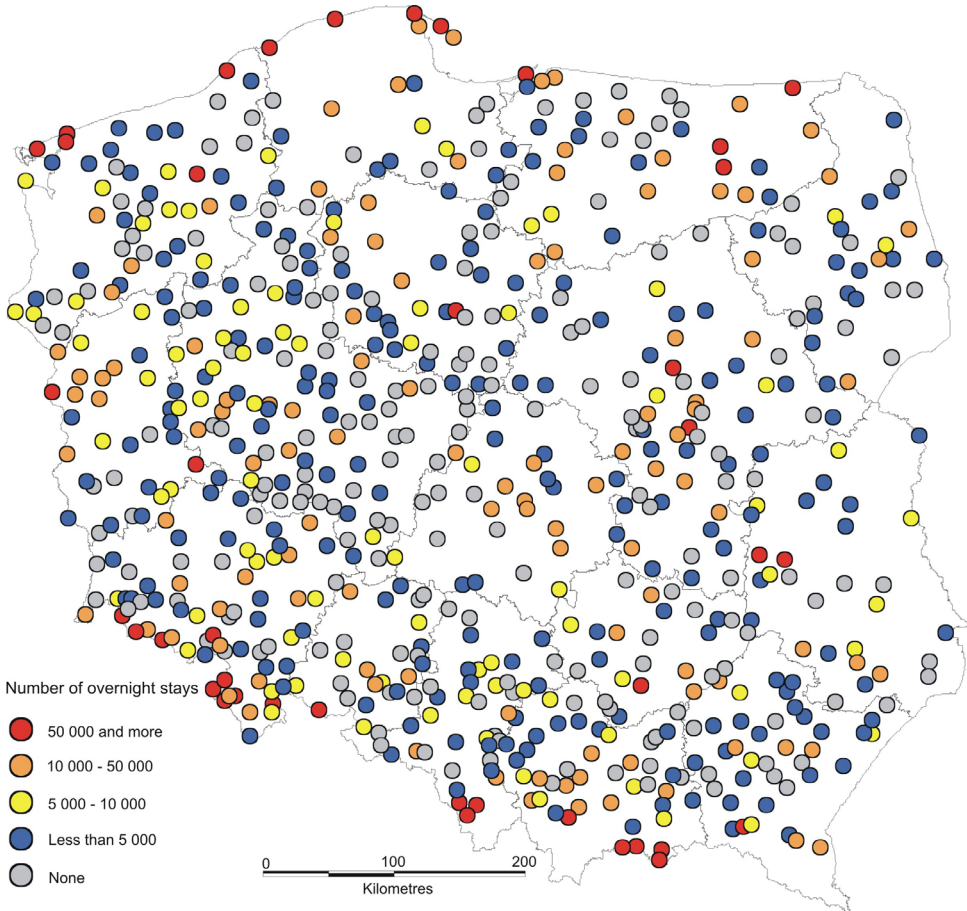 Number of overnight stays
50 000 and more
10 000 - 50 000
5 000 - 10 000
Less than 5 000
None
0 100 200
Kilometres